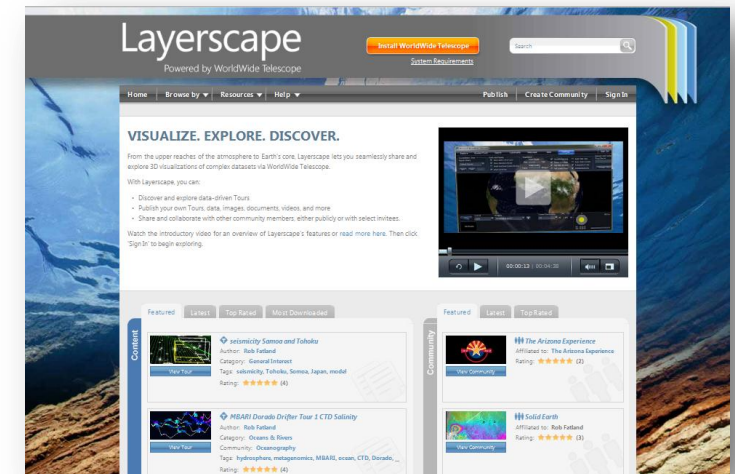 Layerscape
Powered by WorldWide Telescope
Install WorldWide Telescope
System Requirements
Search
Home Browse by ▼ Resources ▼ Help ▼ Publish Create Community Sign In
VISUALIZE. EXPLORE. DISCOVER.
From the upper reaches of the atmosphere to Earth's core, Layerscape lets you seamlessly share and
explore 3D visualizations of complex datasets via WorldWide Telescope.
With Layerscape, you can:
• Discover and explore data-driven Tours
• Publish your own Tours, data, images, documents, videos, and more
• Share and collaborate with other community members, either publicly or with select invitees.
Watch the introductory video for an overview of Layerscape's features or read more here. Then click
'Sign In' to begin exploring.
00:00:13 | 00:04:38
Featured Latest Top Rated Most Downloaded
Content
seismicity Samoa and Tohoku
Author: Rob Fatland
Category: General Interest
Tags: seismicity, Tohoku, Somoa, Japan, model
Rating: (4)
View Tour
MBARI Dorado Drifter Tour 1 CTD Salinity
Author: Rob Fatland
Category: Oceans & Rivers
Community: Oceanography
Tags: hydrosphere, metagenomics, MBARI, ocean, CTD, Dorado, ...
Rating: (4)
View Tour
Featured Latest Top Rated
Community
The Arizona Experience
Affiliated to: The Arizona Experience
Rating: (2)
View Community
Solid Earth
Affiliated to: Rob Fatland
Rating: (3)
View Community